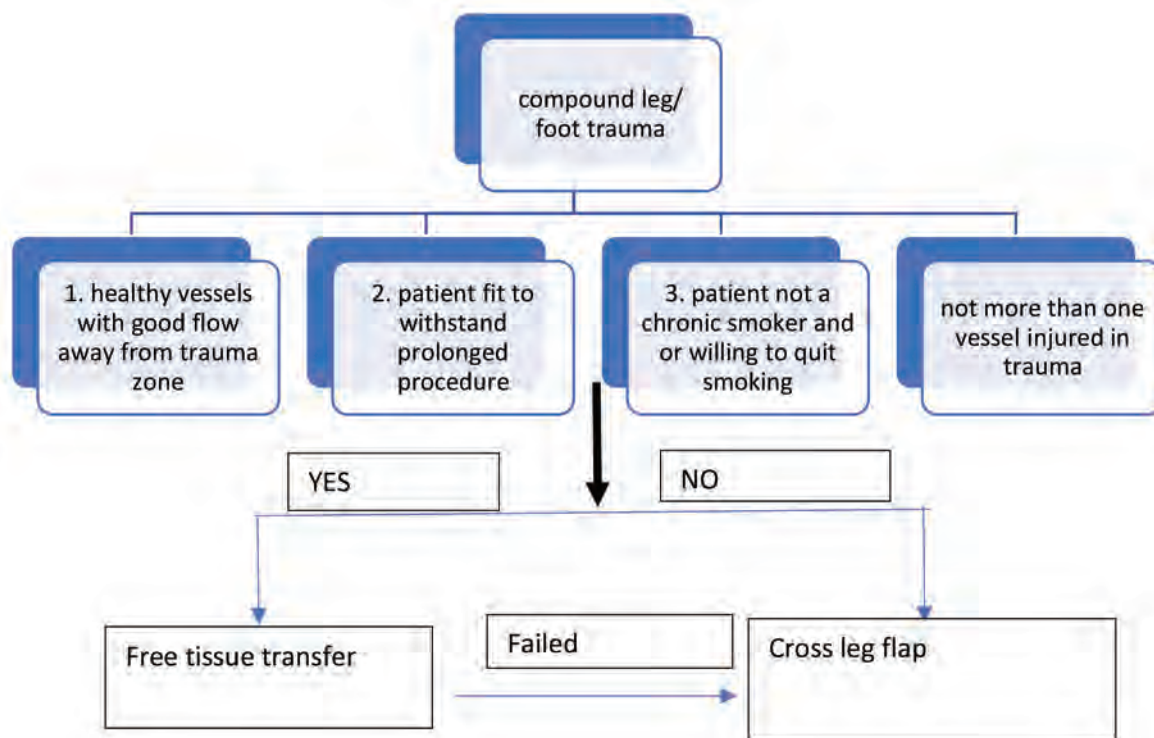 compound leg/
foot trauma
1. healthy vessels
with good flow
away from trauma
zone
2. patient fit to
withstand
prolonged
procedure
3. patient not a
chronic smoker and
or willing to quit
smoking
not more than one
vessel injured in
trauma
YES
NO
Free tissue transfer
Failed
Cross leg flap